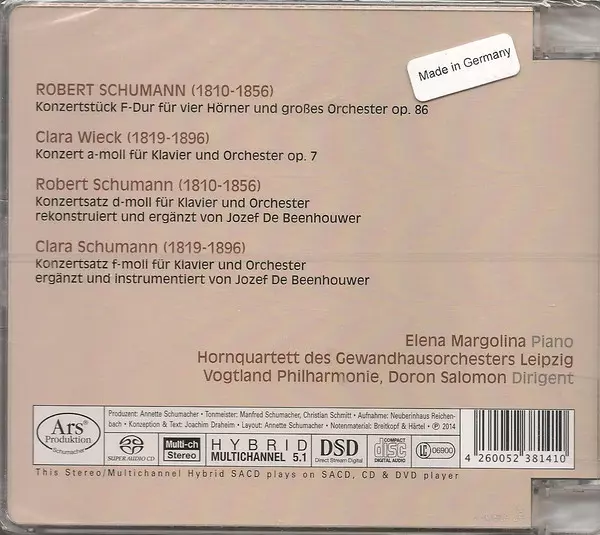 Made in Germany
ROBERT SCHUMANN (1810-1856)
Konzertstück F-Dur für vier Hörner und großes Orchester op. 86
Clara Wieck (1819-1896)
Konzert a-moll für Klavier und Orchester op. 7
Robert Schumann (1810-1856)
Konzertsatz d-moll für Klavier und Orchester
rekonstruiert und ergänzt von Jozef De Beenhouwer
Clara Schumann (1819-1896)
Konzertsatz f-moll für Klavier und Orchester
ergänzt und instrumentiert von Jozef De Beenhouwer
Elena Margolina Piano
Hornquartett des Gewandhausorchesters Leipzig
Vogtland Philharmonie, Doron Salomon Dirigent
Ars
Produktion
Schumacher
Produzent: Annette Schumacher • Tonmeister: Manfred Schumacher, Christian Schmitt • Aufnahme: Neuberinhaus Reichen-
bach • Konzeption & Text: Joachim Draheim • Layout: Annette Schumacher • Notenmaterial: Breitkopf & Härtel • ℗ 2014
SUPER AUDIO CD
Multi-ch
Stereo
HYBRID
MULTICHANNEL 5.1
DSD
Direct Stream Digital
COMPACT
disc
DIGITAL AUDIO
LC 06900
4 260052 381410
This Stereo/Multichannel Hybrid SACD plays on SACD, CD & DVD player